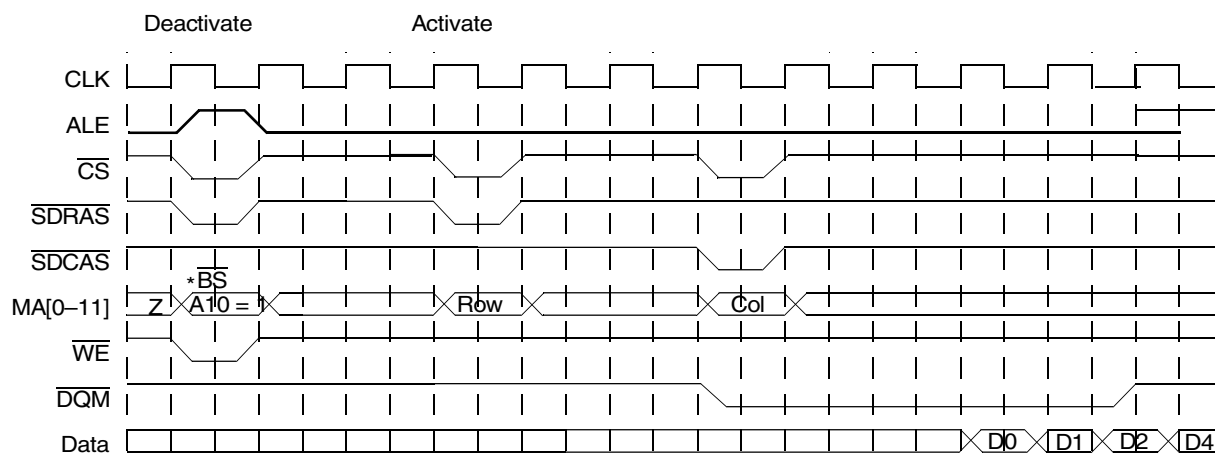 Deactivate Activate
CLK
ALE
CS
SDRAS
SDCAS
*BS
MA[0–11] Z A10 = 1 Row Col
WE
DQM
Data D0 D1 D2 D4